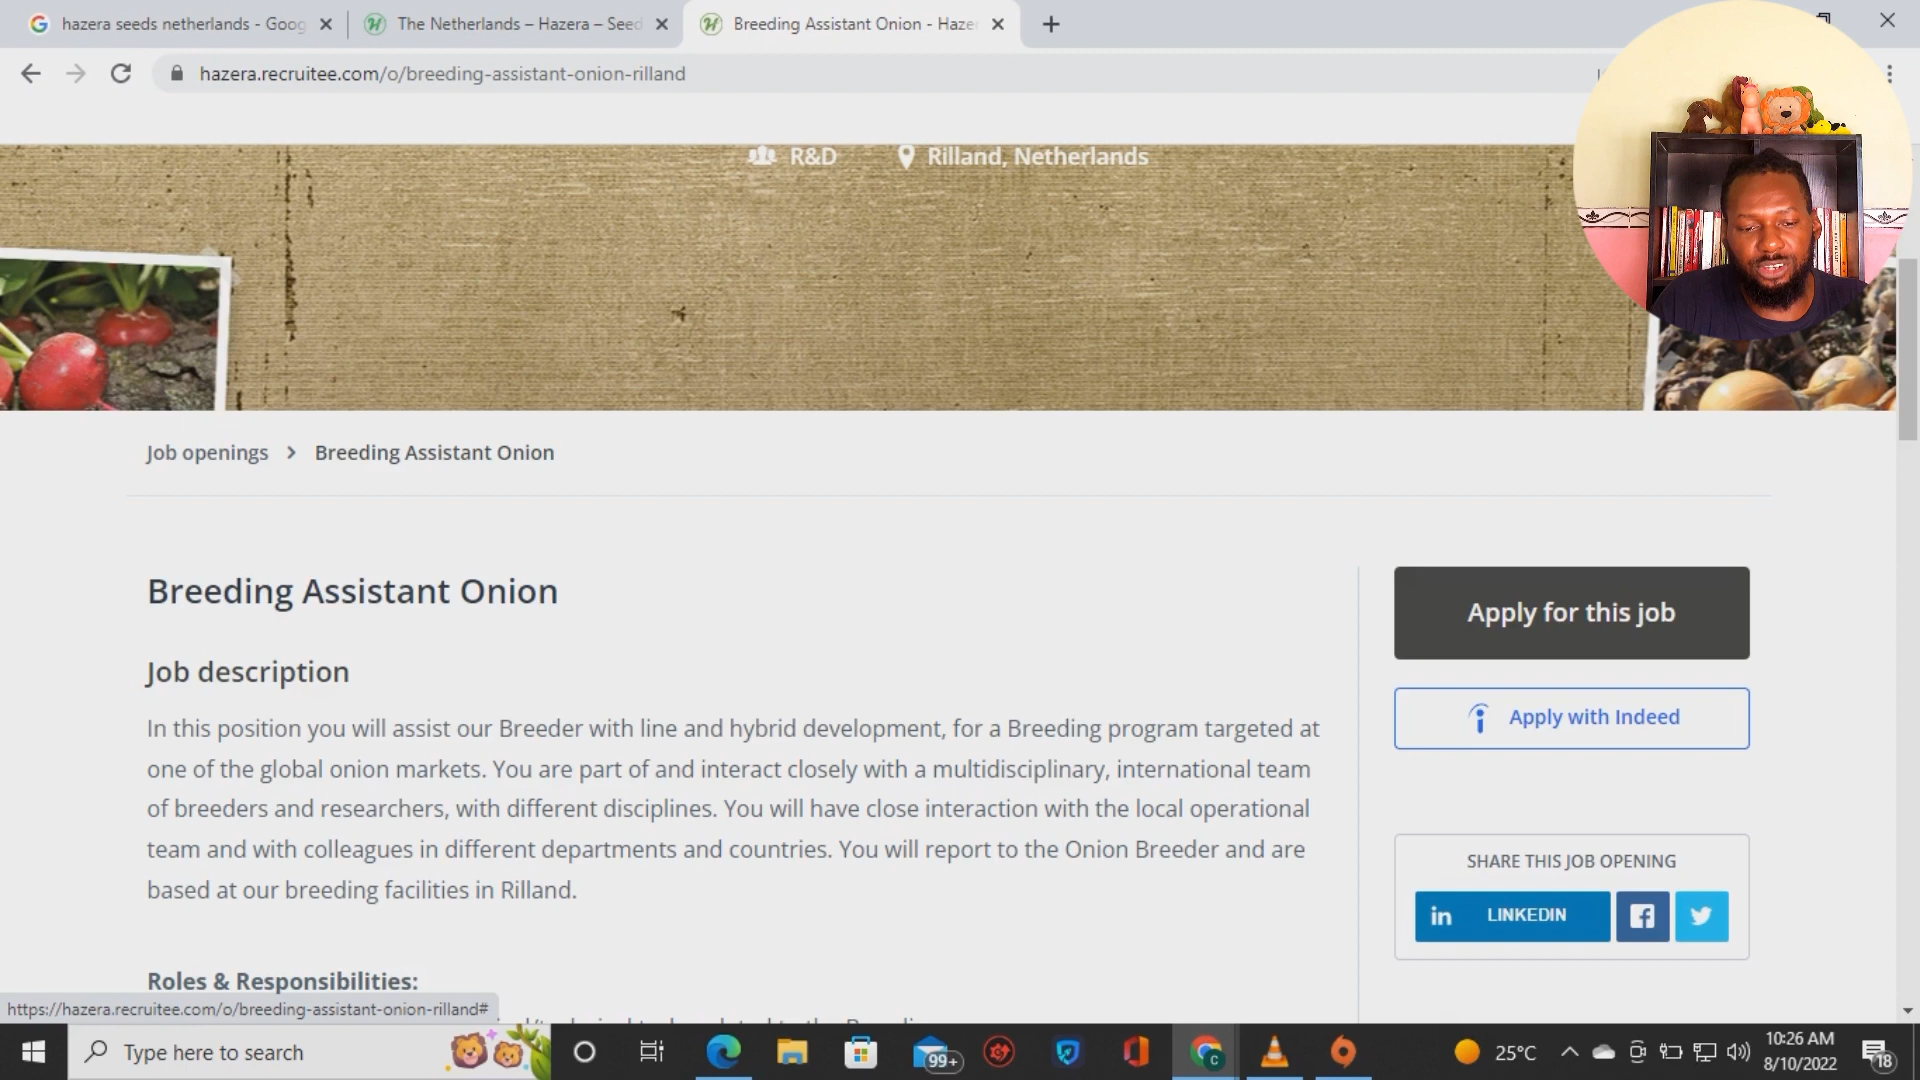 hazera seeds netherlands - Goog
The Netherlands – Hazera – Seed
Breeding Assistant Onion - Hazer
hazera.recruitee.com/o/breeding-assistant-onion-rilland
R&D
Rilland, Netherlands
Job openings > Breeding Assistant Onion
Breeding Assistant Onion
Job description
In this position you will assist our Breeder with line and hybrid development, for a Breeding program targeted at
one of the global onion markets. You are part of and interact closely with a multidisciplinary, international team
of breeders and researchers, with different disciplines. You will have close interaction with the local operational
team and with colleagues in different departments and countries. You will report to the Onion Breeder and are
based at our breeding facilities in Rilland.
Roles & Responsibilities:
Apply for this job
Apply with Indeed
SHARE THIS JOB OPENING
in LINKEDIN
https://hazera.recruitee.com/o/breeding-assistant-onion-rilland#
Type here to search
99+
25°C
10:26 AM
8/10/2022
18